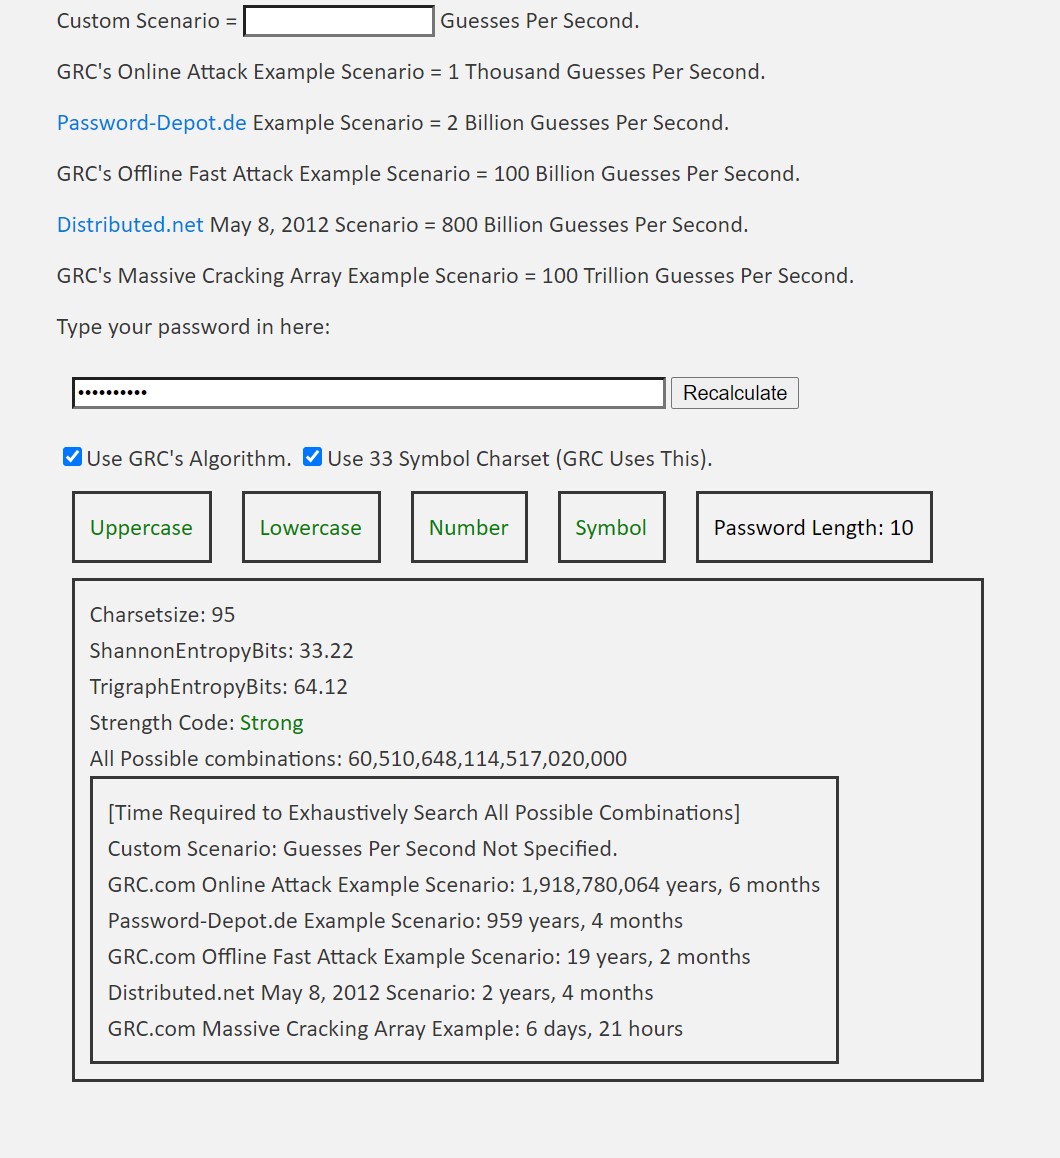 Custom Scenario = Guesses Per Second.
GRC's Online Attack Example Scenario = 1 Thousand Guesses Per Second.
Password-Depot.de Example Scenario = 2 Billion Guesses Per Second.
GRC's Offline Fast Attack Example Scenario = 100 Billion Guesses Per Second.
Distributed.net May 8, 2012 Scenario = 800 Billion Guesses Per Second.
GRC's Massive Cracking Array Example Scenario = 100 Trillion Guesses Per Second.
Type your password in here:
•••••••••• Recalculate
Use GRC's Algorithm. Use 33 Symbol Charset (GRC Uses This).
Uppercase Lowercase Number Symbol Password Length: 10
Charsetsize: 95
ShannonEntropyBits: 33.22
TrigraphEntropyBits: 64.12
Strength Code: Strong
All Possible combinations: 60,510,648,114,517,020,000
[Time Required to Exhaustively Search All Possible Combinations]
Custom Scenario: Guesses Per Second Not Specified.
GRC.com Online Attack Example Scenario: 1,918,780,064 years, 6 months
Password-Depot.de Example Scenario: 959 years, 4 months
GRC.com Offline Fast Attack Example Scenario: 19 years, 2 months
Distributed.net May 8, 2012 Scenario: 2 years, 4 months
GRC.com Massive Cracking Array Example: 6 days, 21 hours